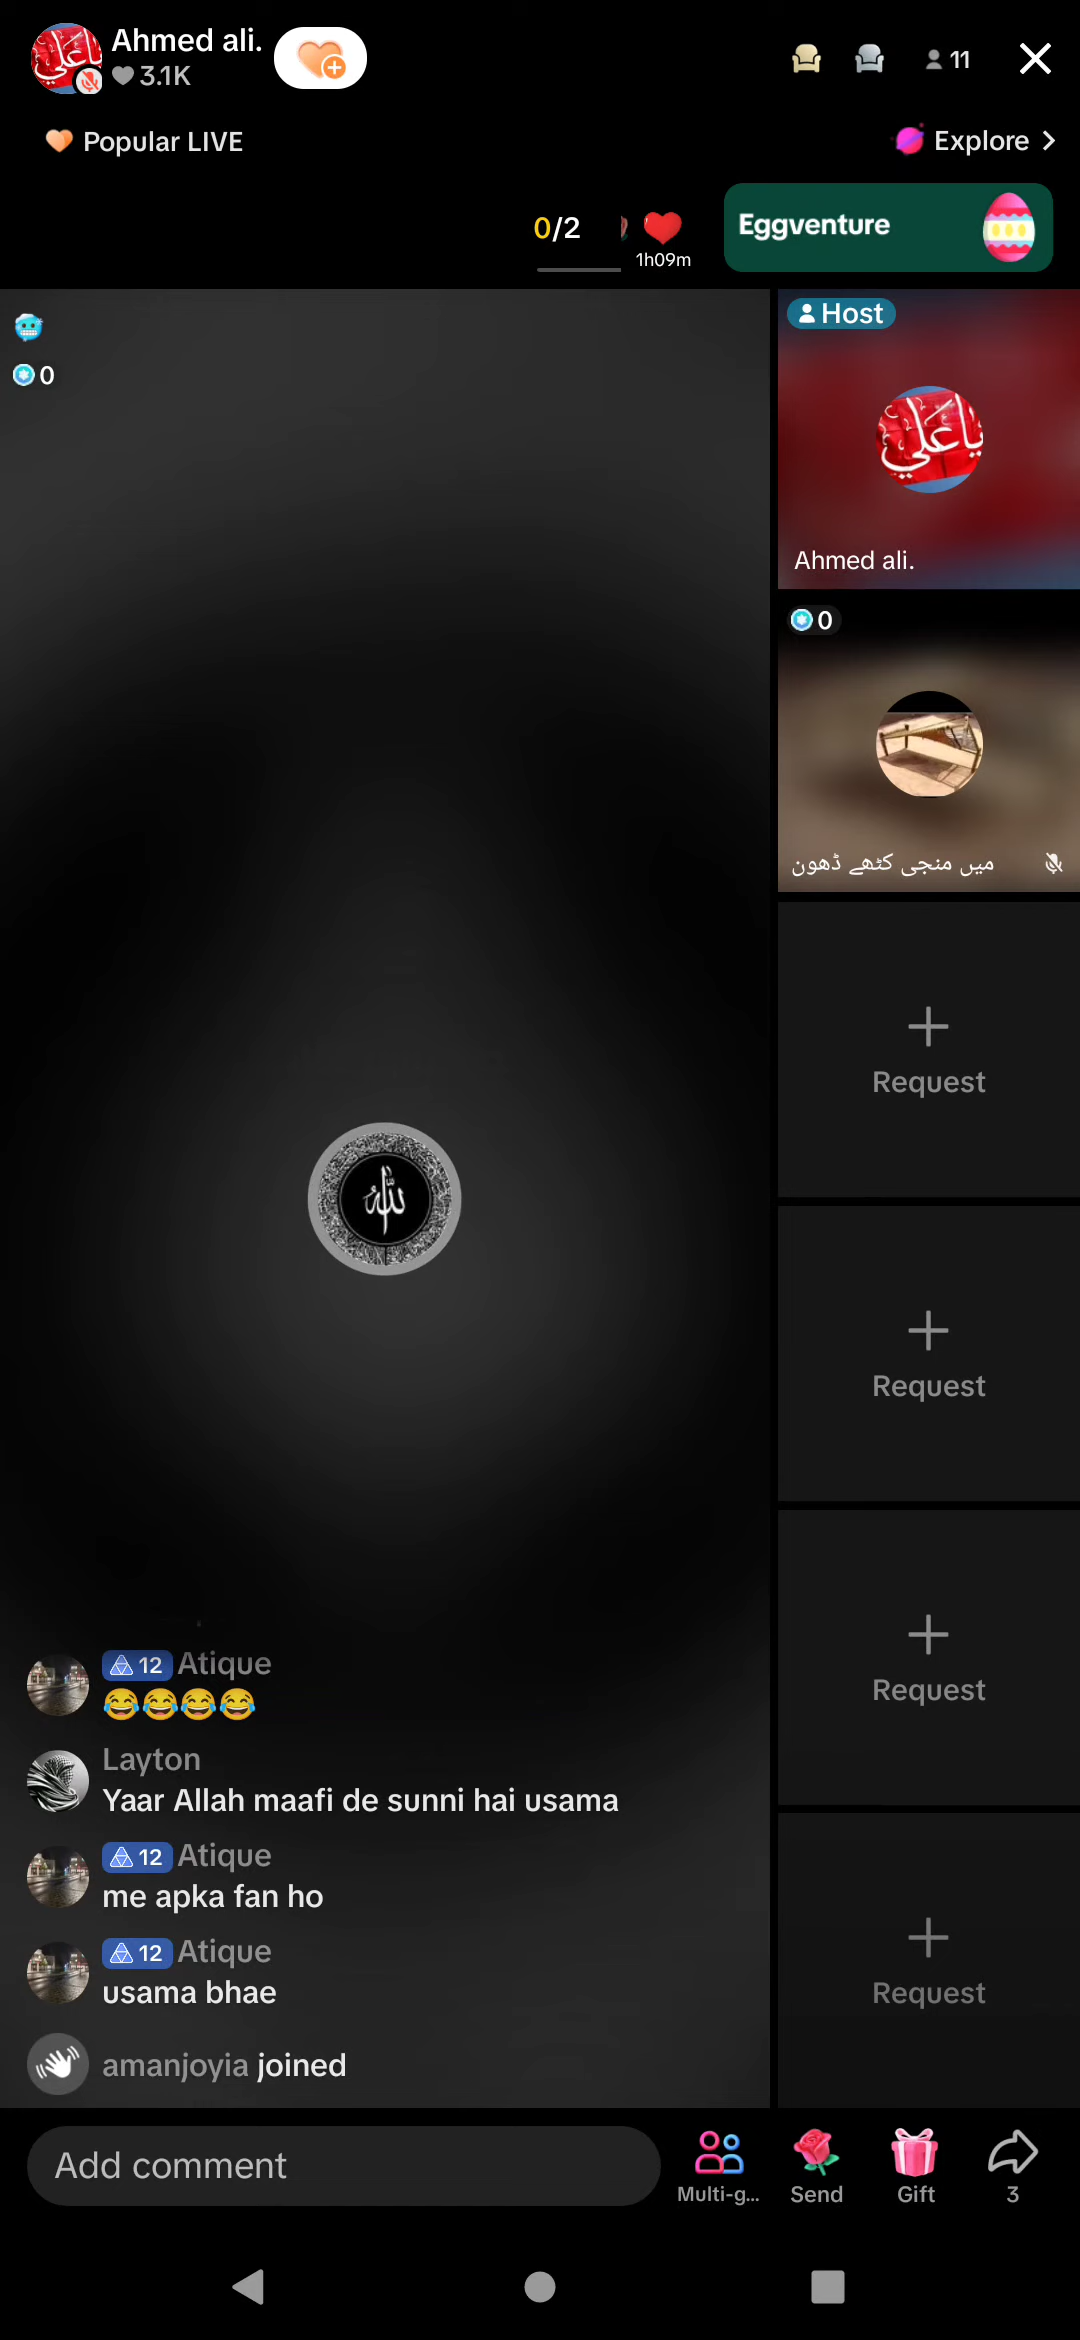 Ahmed ali.
3.1K
11
Popular LIVE
Explore
0/2
1h09m
Eggventure
0
Host
ياعلي
Ahmed ali.
0
میں منجی کٹھے ڈھون
الله
Request
Request
Request
Request
12 Atique
😂😂😂😂
Layton
Yaar Allah maafi de sunni hai usama
12 Atique
me apka fan ho
12 Atique
usama bhae
amanjoyia joined
Add comment
Multi-g...
Send
Gift
3